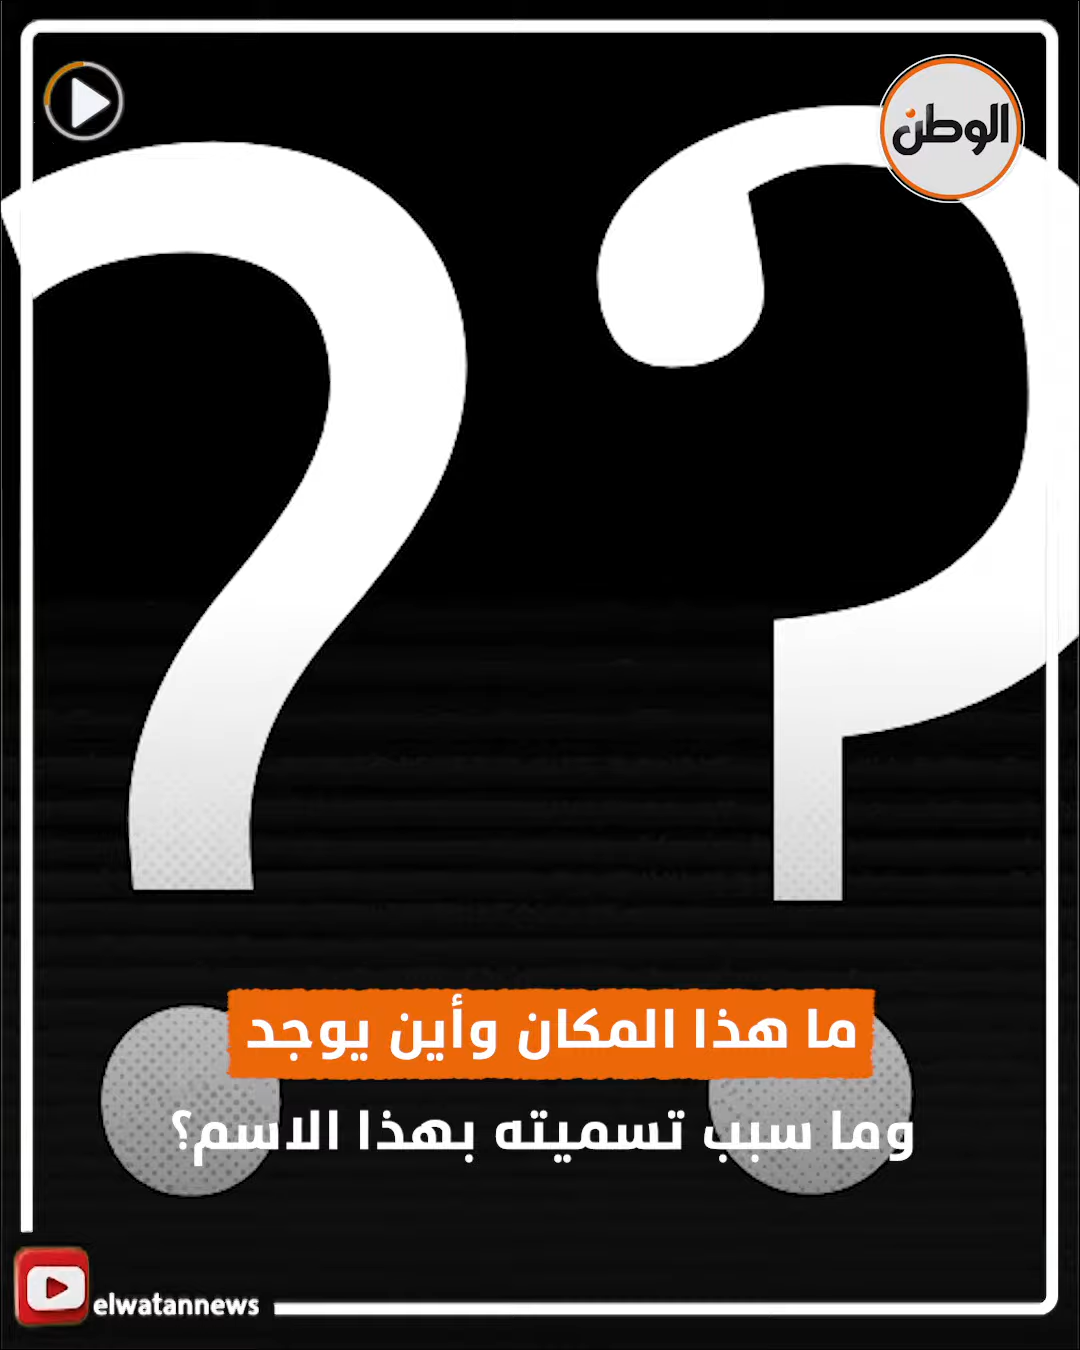 الوطن
ما هذا المكان وأين يوجد
وما سبب تسميته بهذا الاسم؟
elwatannews